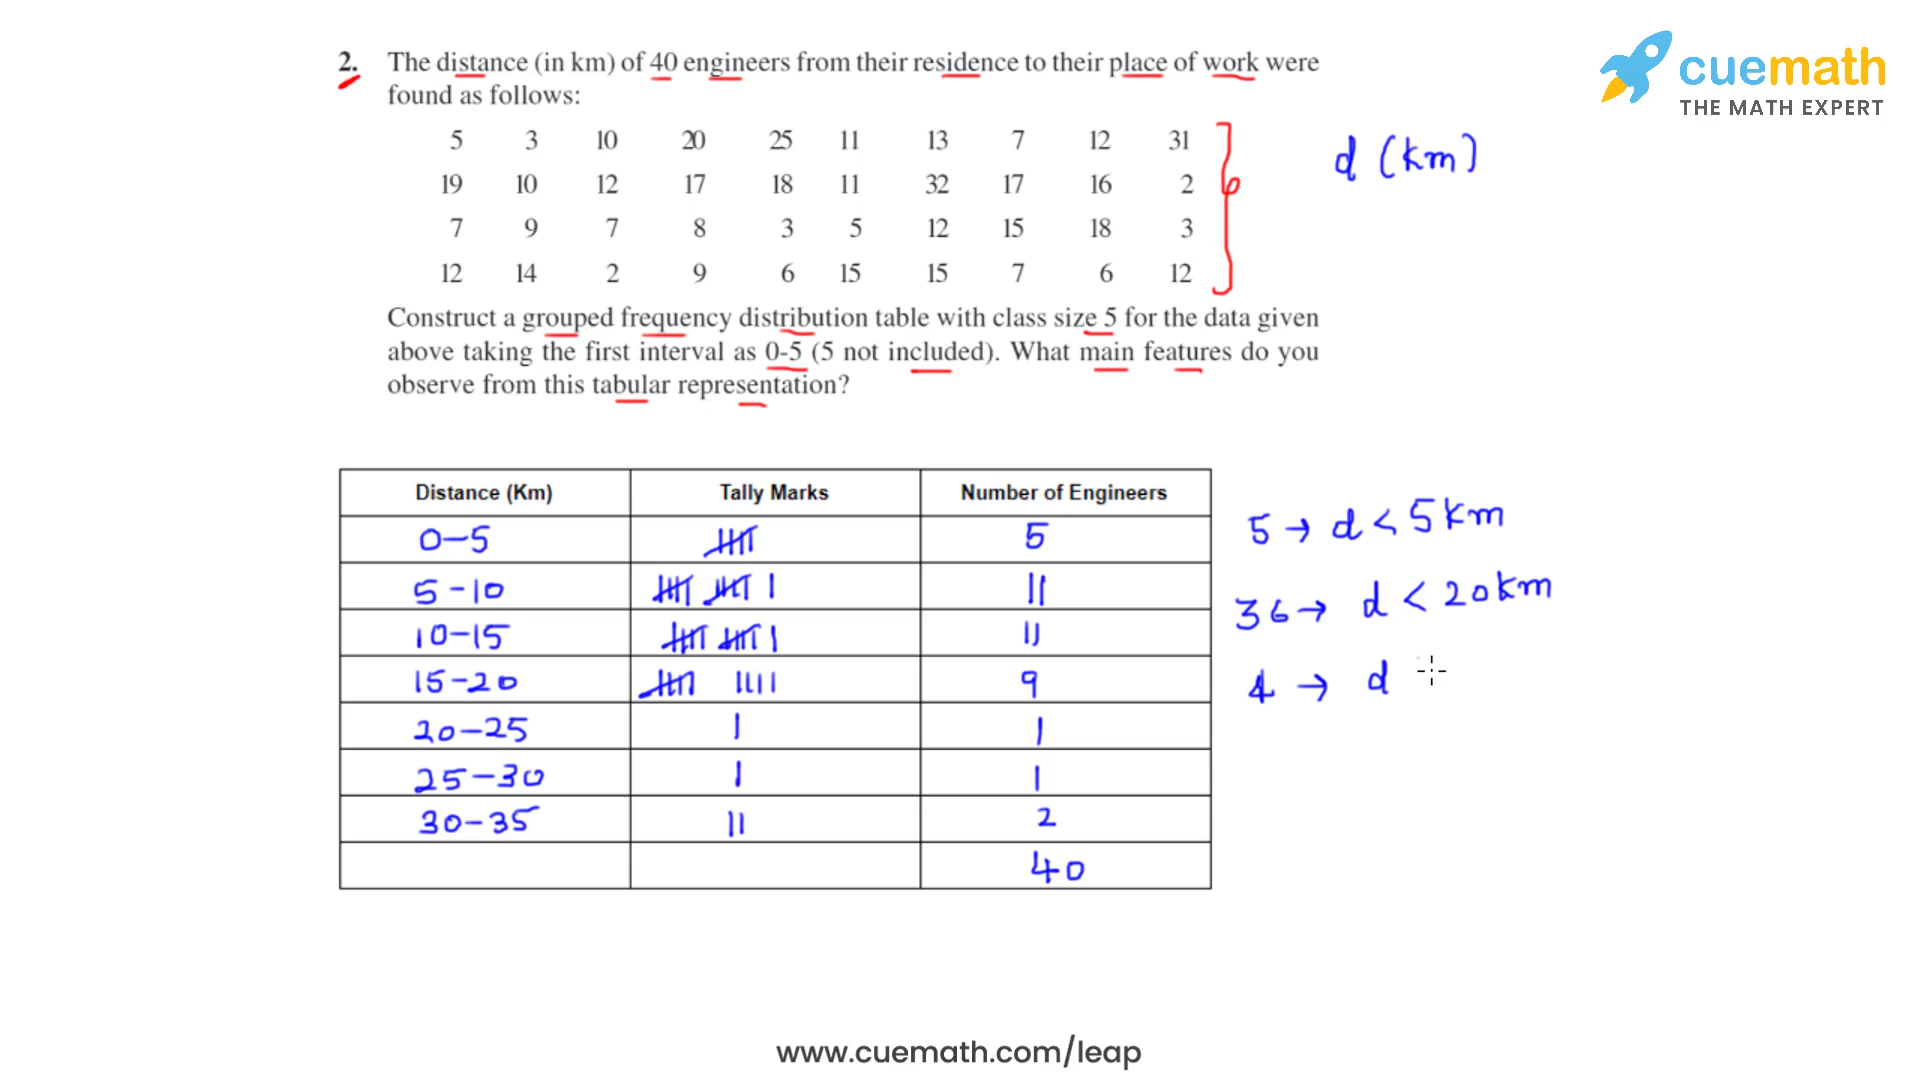 cuemath
THE MATH EXPERT
2. The distance (in km) of 40 engineers from their residence to their place of work were
found as follows:
5 3 10 20 25 11 13 7 12 31
19 10 12 17 18 11 32 17 16 2
7 9 7 8 3 5 12 15 18 3
12 14 2 9 6 15 15 7 6 12
d (km)
Construct a grouped frequency distribution table with class size 5 for the data given
above taking the first interval as 0-5 (5 not included). What main features do you
observe from this tabular representation?
Distance (Km) Tally Marks Number of Engineers
0-5 5
5-10 11
10-15 11
15-20 9
20-25 1
25-30 1
30-35 2
40
5 → d < 5 km
36 → d < 20 km
4 → d
www.cuemath.com/leap